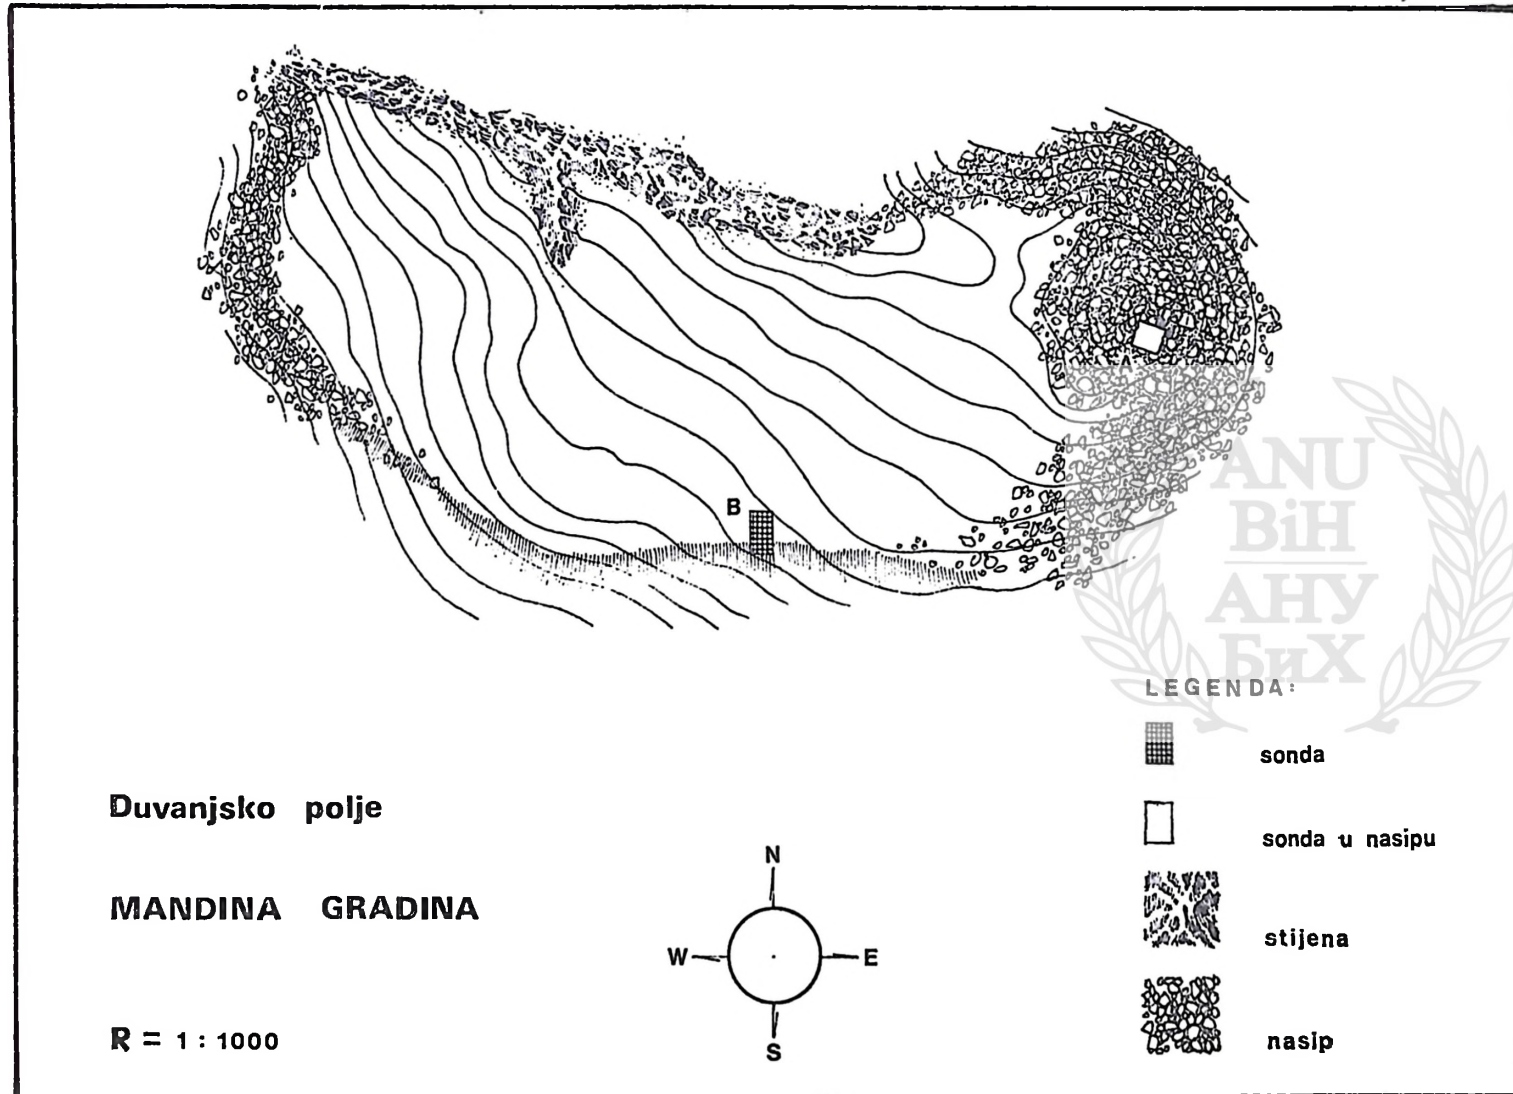 A
B
ANU
BiH
АНУ
БиХ
LEGENDA:
sonda
sonda u nasipu
stijena
nasip
Duvanjsko polje
MANDINA GRADINA
R = 1 : 1000
N
W E
S